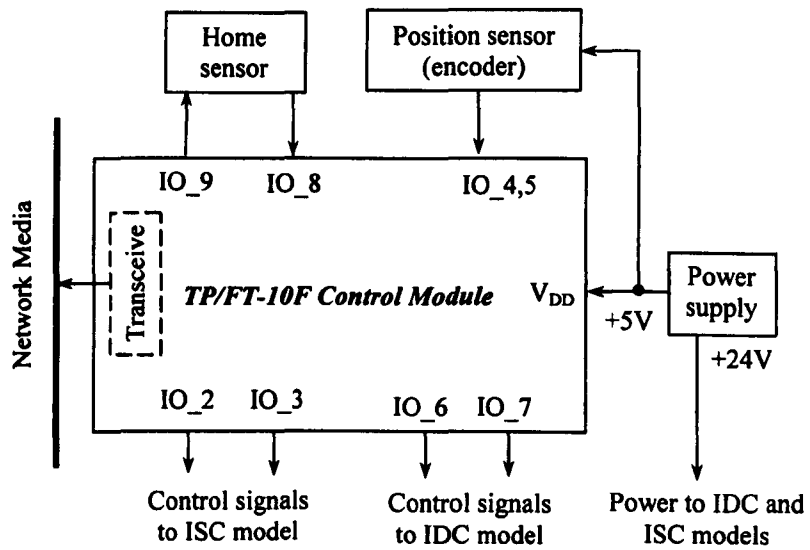 Home
sensor
Position sensor
(encoder)
IO_9
IO_8
IO_4,5
Network Media
Transceive
TP/FT-10F Control Module
V_DD
Power
supply
+5V
+24V
IO_2
IO_3
IO_6
IO_7
Control signals
to ISC model
Control signals
to IDC model
Power to IDC and
ISC models